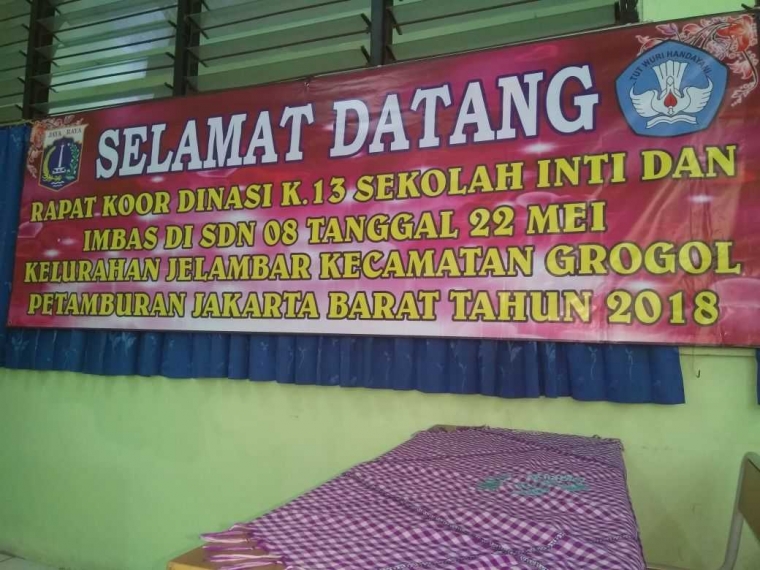 JAYA RAYA
TUT WURI HANDAYANI
SELAMAT DATANG
RAPAT KOOR DINASI K.13 SEKOLAH INTI DAN
IMBAS DI SDN 08 TANGGAL 22 MEI
KELURAHAN JELAMBAR KECAMATAN GROGOL
PETAMBURAN JAKARTA BARAT TAHUN 2018